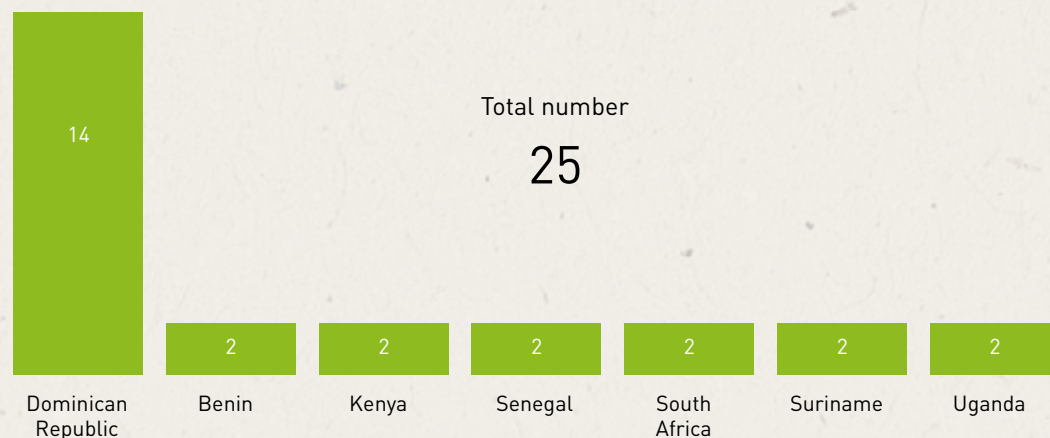 14
Total number
25
2
2
2
2
2
2
Dominican
Republic
Benin
Kenya
Senegal
South
Africa
Suriname
Uganda